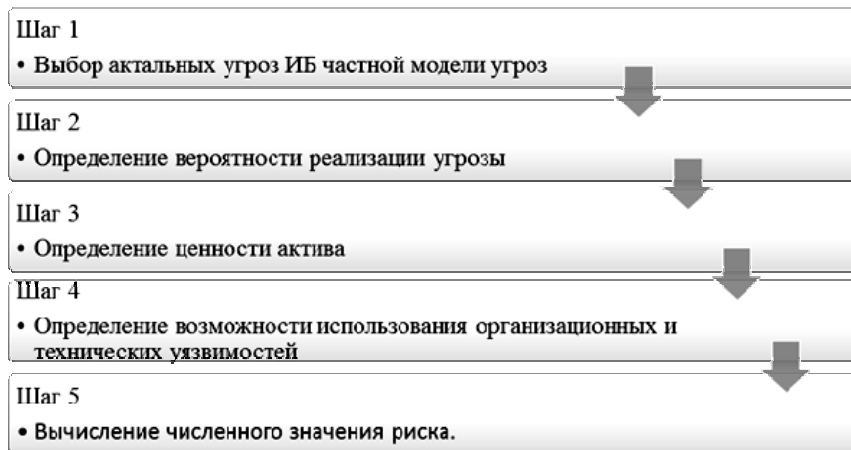 Шаг 1
• Выбор актальных угроз ИБ частной модели угроз
Шаг 2
• Определение вероятности реализации угрозы
Шаг 3
• Определение ценности актива
Шаг 4
• Определение возможности использования организационных и
технических уязвимостей
Шаг 5
• Вычисление численного значения риска.